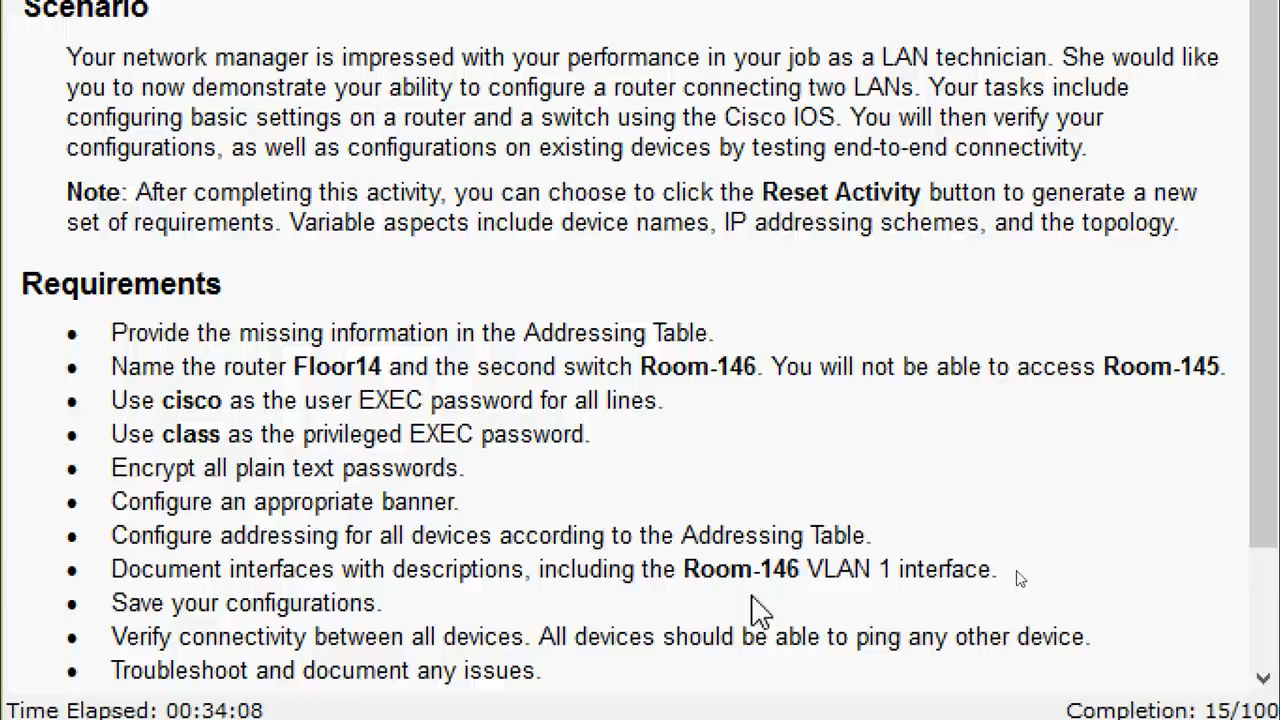 Scenario
Your network manager is impressed with your performance in your job as a LAN technician. She would like
you to now demonstrate your ability to configure a router connecting two LANs. Your tasks include
configuring basic settings on a router and a switch using the Cisco IOS. You will then verify your
configurations, as well as configurations on existing devices by testing end-to-end connectivity.
Note: After completing this activity, you can choose to click the Reset Activity button to generate a new
set of requirements. Variable aspects include device names, IP addressing schemes, and the topology.
Requirements
• Provide the missing information in the Addressing Table.
• Name the router Floor14 and the second switch Room-146. You will not be able to access Room-145.
• Use cisco as the user EXEC password for all lines.
• Use class as the privileged EXEC password.
• Encrypt all plain text passwords.
• Configure an appropriate banner.
• Configure addressing for all devices according to the Addressing Table.
• Document interfaces with descriptions, including the Room-146 VLAN 1 interface.
• Save your configurations.
• Verify connectivity between all devices. All devices should be able to ping any other device.
• Troubleshoot and document any issues.
Time Elapsed: 00:34:08 Completion: 15/100